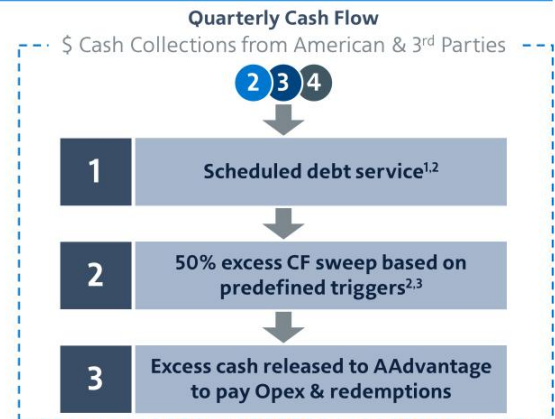 Quarterly Cash Flow
$ Cash Collections from American & 3rd Parties
2 3 4
1
Scheduled debt service1,2
2
50% excess CF sweep based on
predefined triggers2,3
3
Excess cash released to AAdvantage
to pay Opex & redemptions